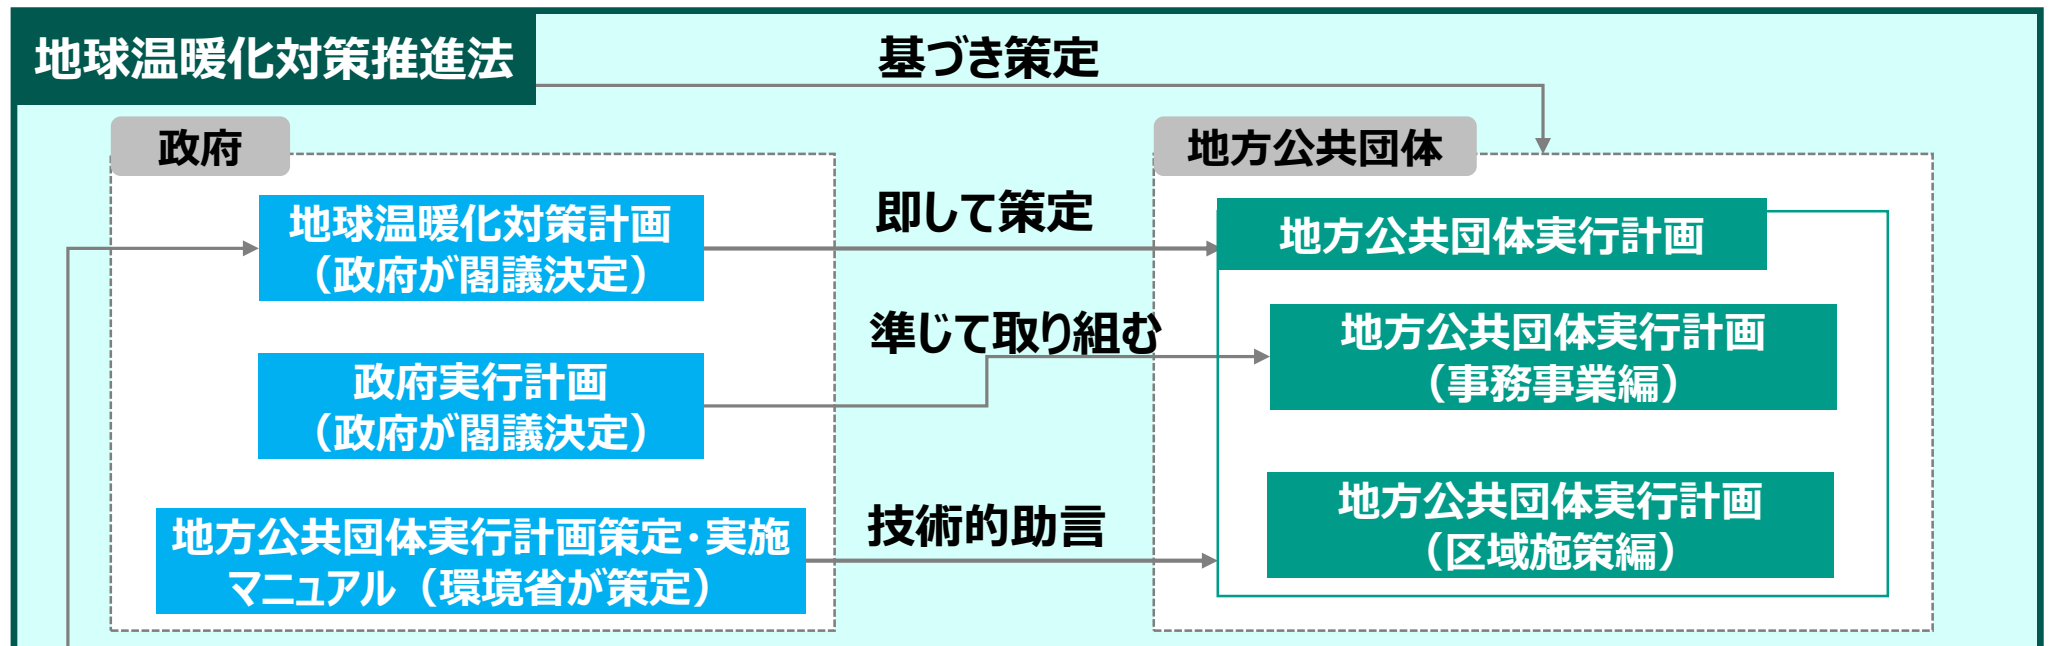 地球温暖化対策推進法
基づき策定
政府
地方公共団体
地球温暖化対策計画
（政府が閣議決定）
即して策定
地方公共団体実行計画
準じて取り組む
地方公共団体実行計画
（事務事業編）
政府実行計画
（政府が閣議決定）
地方公共団体実行計画
（区域施策編）
技術的助言
地方公共団体実行計画策定・実施
マニュアル（環境省が策定）